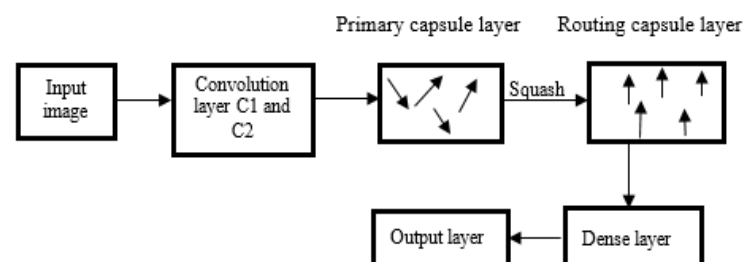 Primary capsule layer
Routing capsule layer
Input
image
Convolution
layer C1 and
C2
Squash
Output layer
Dense layer